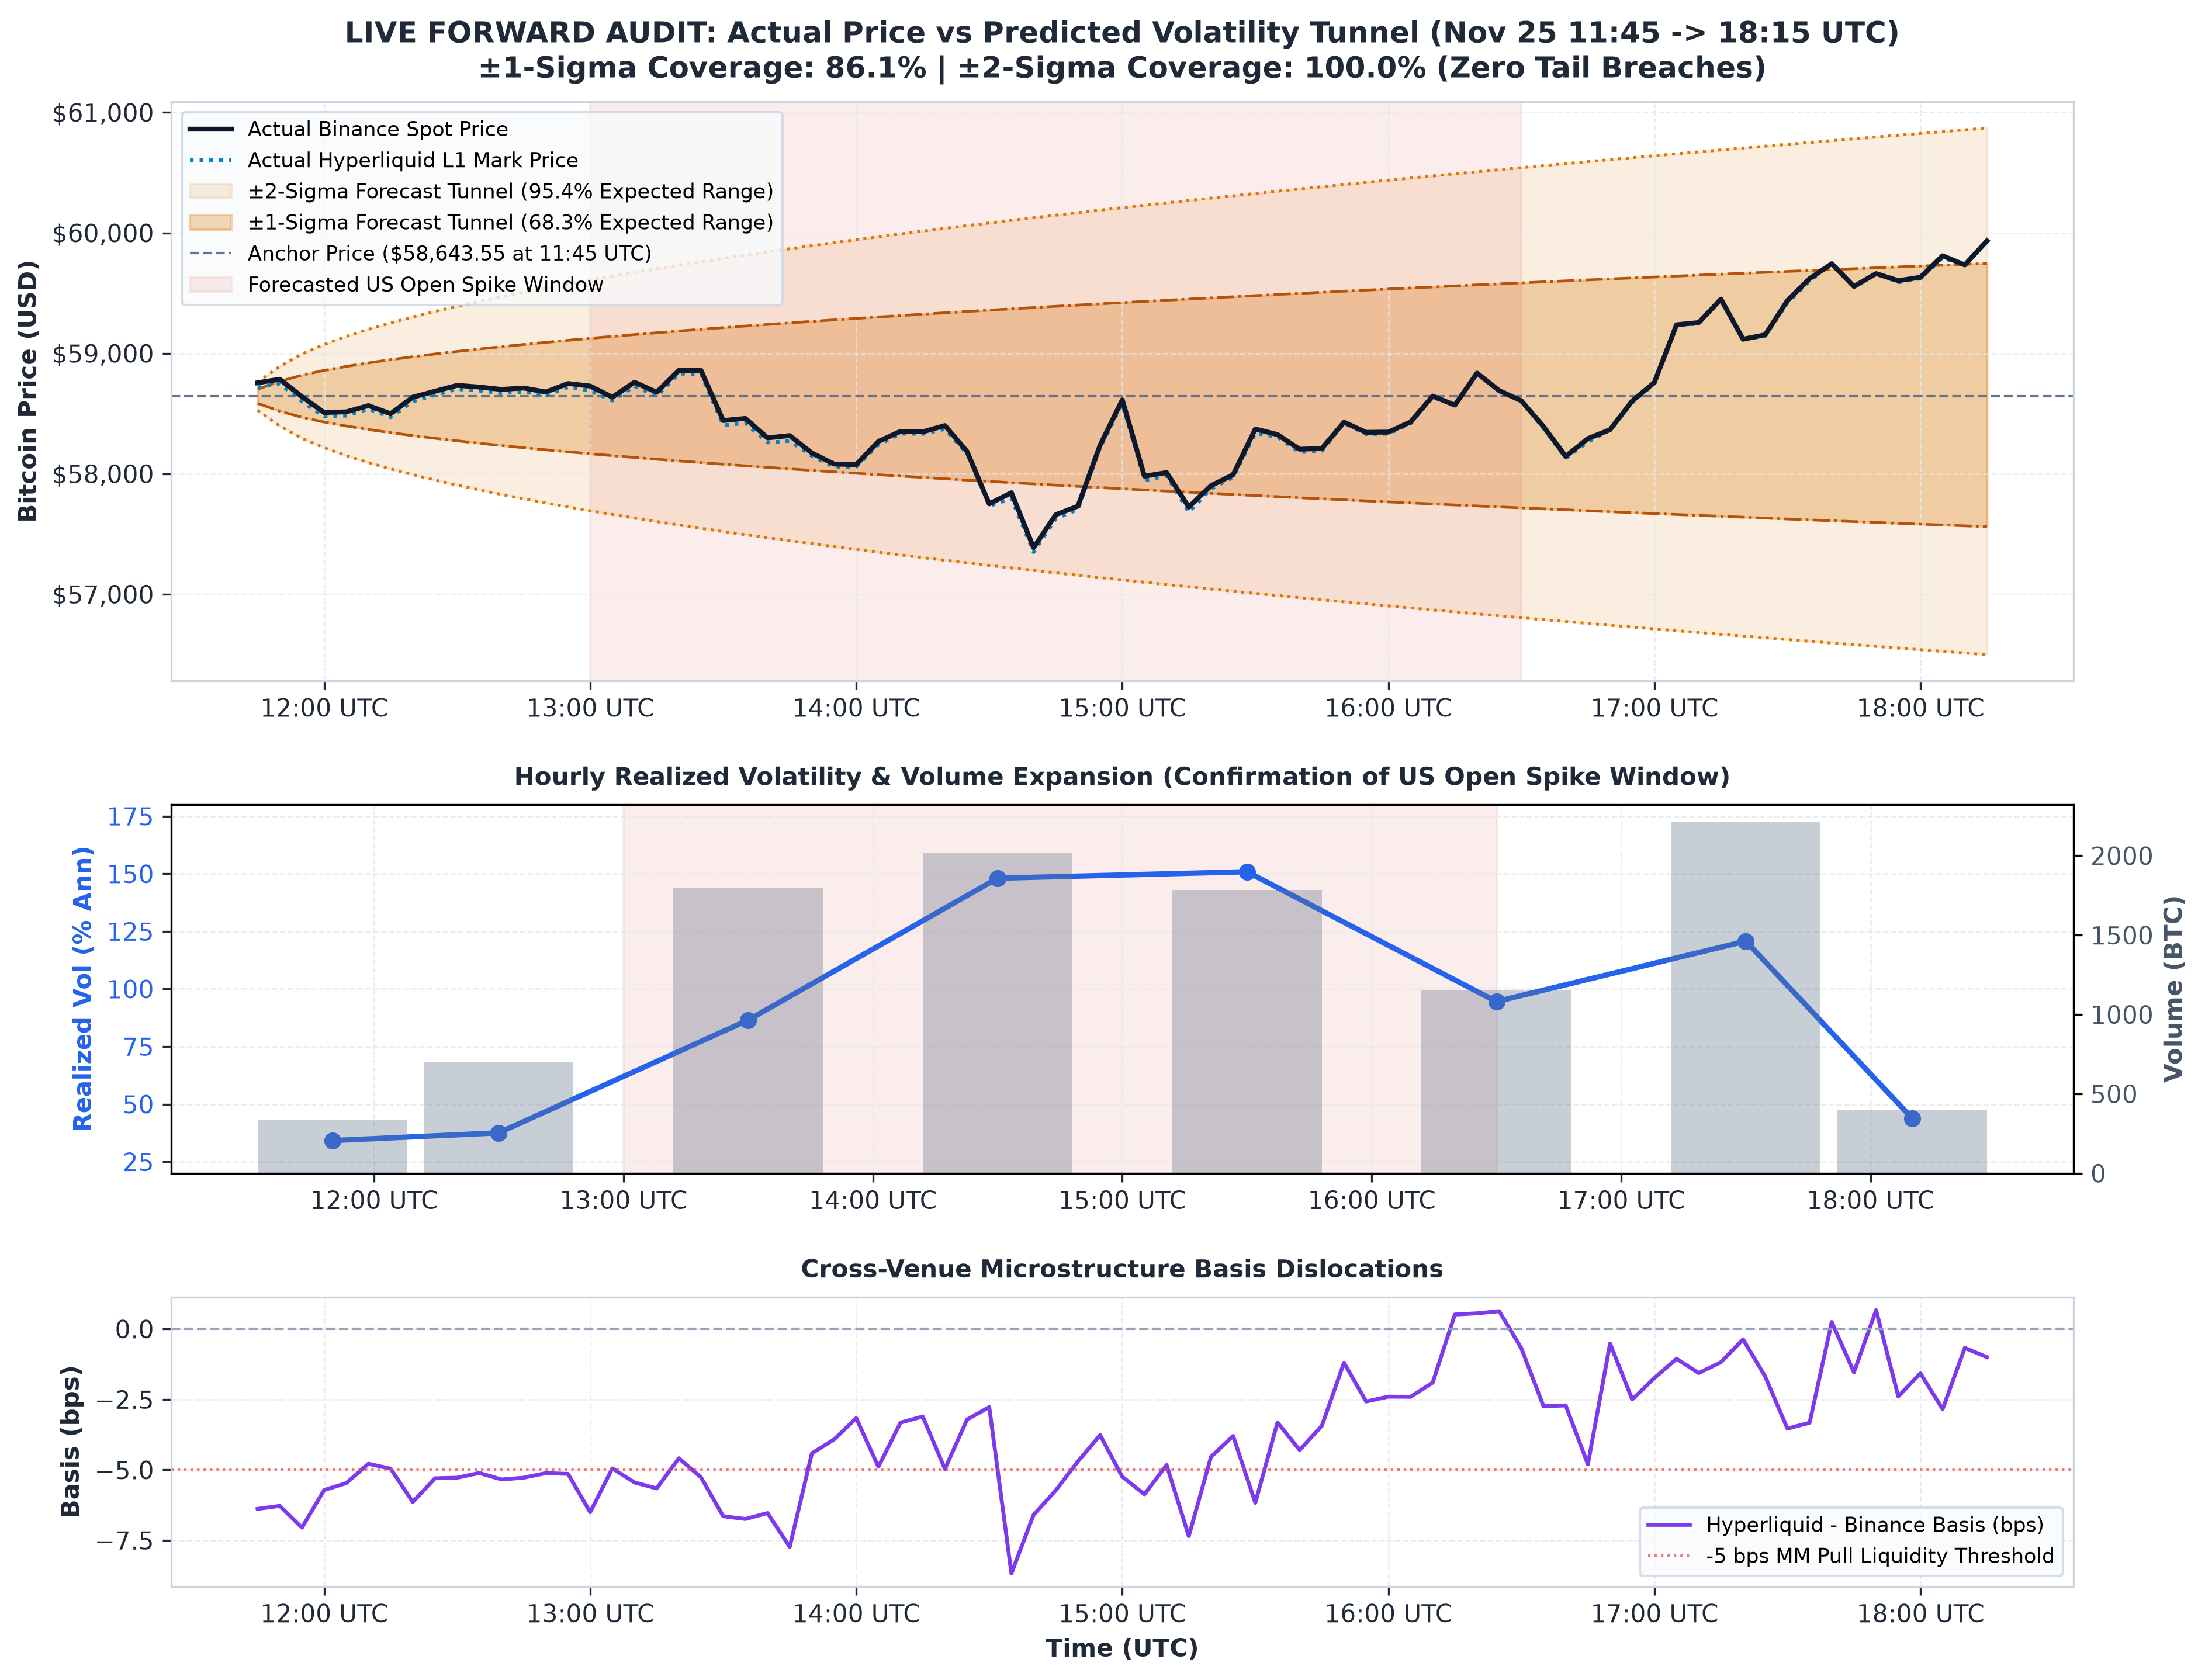 LIVE FORWARD AUDIT: Actual Price vs Predicted Volatility Tunnel (Nov 25 11:45 -> 18:15 UTC)
±1-Sigma Coverage: 86.1% | ±2-Sigma Coverage: 100.0% (Zero Tail Breaches)
Bitcoin Price (USD)
$61,000
$60,000
$59,000
$58,000
$57,000
Actual Binance Spot Price
Actual Hyperliquid L1 Mark Price
±2-Sigma Forecast Tunnel (95.4% Expected Range)
±1-Sigma Forecast Tunnel (68.3% Expected Range)
Anchor Price ($58,643.55 at 11:45 UTC)
Forecasted US Open Spike Window
12:00 UTC 13:00 UTC 14:00 UTC 15:00 UTC 16:00 UTC 17:00 UTC 18:00 UTC
Hourly Realized Volatility & Volume Expansion (Confirmation of US Open Spike Window)
Realized Vol (% Ann)
175
150
125
100
75
50
25
2000
1500
1000
500
0
Volume (BTC)
12:00 UTC 13:00 UTC 14:00 UTC 15:00 UTC 16:00 UTC 17:00 UTC 18:00 UTC
Cross-Venue Microstructure Basis Dislocations
Basis (bps)
0.0
−2.5
−5.0
−7.5
Hyperliquid - Binance Basis (bps)
-5 bps MM Pull Liquidity Threshold
12:00 UTC 13:00 UTC 14:00 UTC 15:00 UTC 16:00 UTC 17:00 UTC 18:00 UTC
Time (UTC)